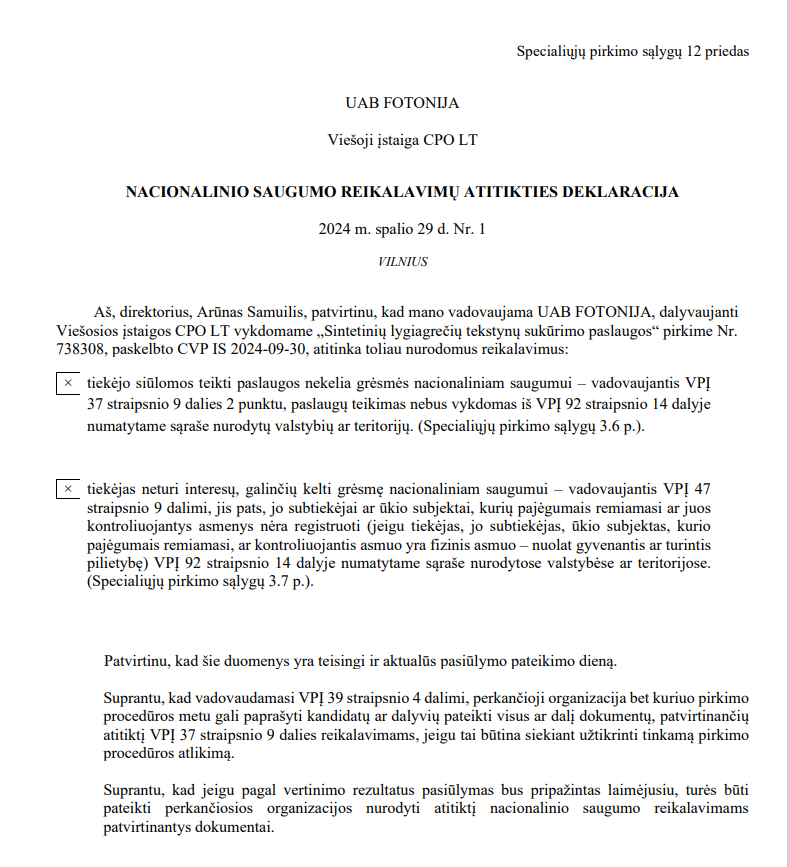 Specialiųjų pirkimo sąlygų 12 priedas
UAB FOTONIJA
Viešoji įstaiga CPO LT
NACIONALINIO SAUGUMO REIKALAVIMŲ ATITIKTIES DEKLARACIJA
2024 m. spalio 29 d. Nr. 1
VILNIUS
Aš, direktorius, Arūnas Samuilis, patvirtinu, kad mano vadovaujama UAB FOTONIJA, dalyvaujanti
Viešosios įstaigos CPO LT vykdomame „Sintetinių lygiagrečių tekstynų sukūrimo paslaugos“ pirkime Nr.
738308, paskelbto CVP IS 2024-09-30, atitinka toliau nurodomus reikalavimus:
× tiekėjo siūlomos teikti paslaugos nekelia grėsmės nacionaliniam saugumui – vadovaujantis VPĮ
37 straipsnio 9 dalies 2 punktu, paslaugų teikimas nebus vykdomas iš VPĮ 92 straipsnio 14 dalyje
numatytame sąraše nurodytų valstybių ar teritorijų. (Specialiųjų pirkimo sąlygų 3.6 p.).
× tiekėjas neturi interesų, galinčių kelti grėsmę nacionaliniam saugumui – vadovaujantis VPĮ 47
straipsnio 9 dalimi, jis pats, jo subtiekėjai ar ūkio subjektai, kurių pajėgumais remiamasi ar juos
kontroliuojantys asmenys nėra registruoti (jeigu tiekėjas, jo subtiekėjas, ūkio subjektas, kurio
pajėgumais remiamasi, ar kontroliuojantis asmuo yra fizinis asmuo – nuolat gyvenantis ar turintis
pilietybę) VPĮ 92 straipsnio 14 dalyje numatytame sąraše nurodytose valstybėse ar teritorijose.
(Specialiųjų pirkimo sąlygų 3.7 p.).
Patvirtinu, kad šie duomenys yra teisingi ir aktualūs pasiūlymo pateikimo dieną.
Suprantu, kad vadovaudamasi VPĮ 39 straipsnio 4 dalimi, perkančioji organizacija bet kuriuo pirkimo
procedūros metu gali paprašyti kandidatų ar dalyvių pateikti visus ar dalį dokumentų, patvirtinančių
atitiktį VPĮ 37 straipsnio 9 dalies reikalavimams, jeigu tai būtina siekiant užtikrinti tinkamą pirkimo
procedūros atlikimą.
Suprantu, kad jeigu pagal vertinimo rezultatus pasiūlymas bus pripažintas laimėjusiu, turės būti
pateikti perkančiosios organizacijos nurodyti atitiktį nacionalinio saugumo reikalavimams
patvirtinantys dokumentai.